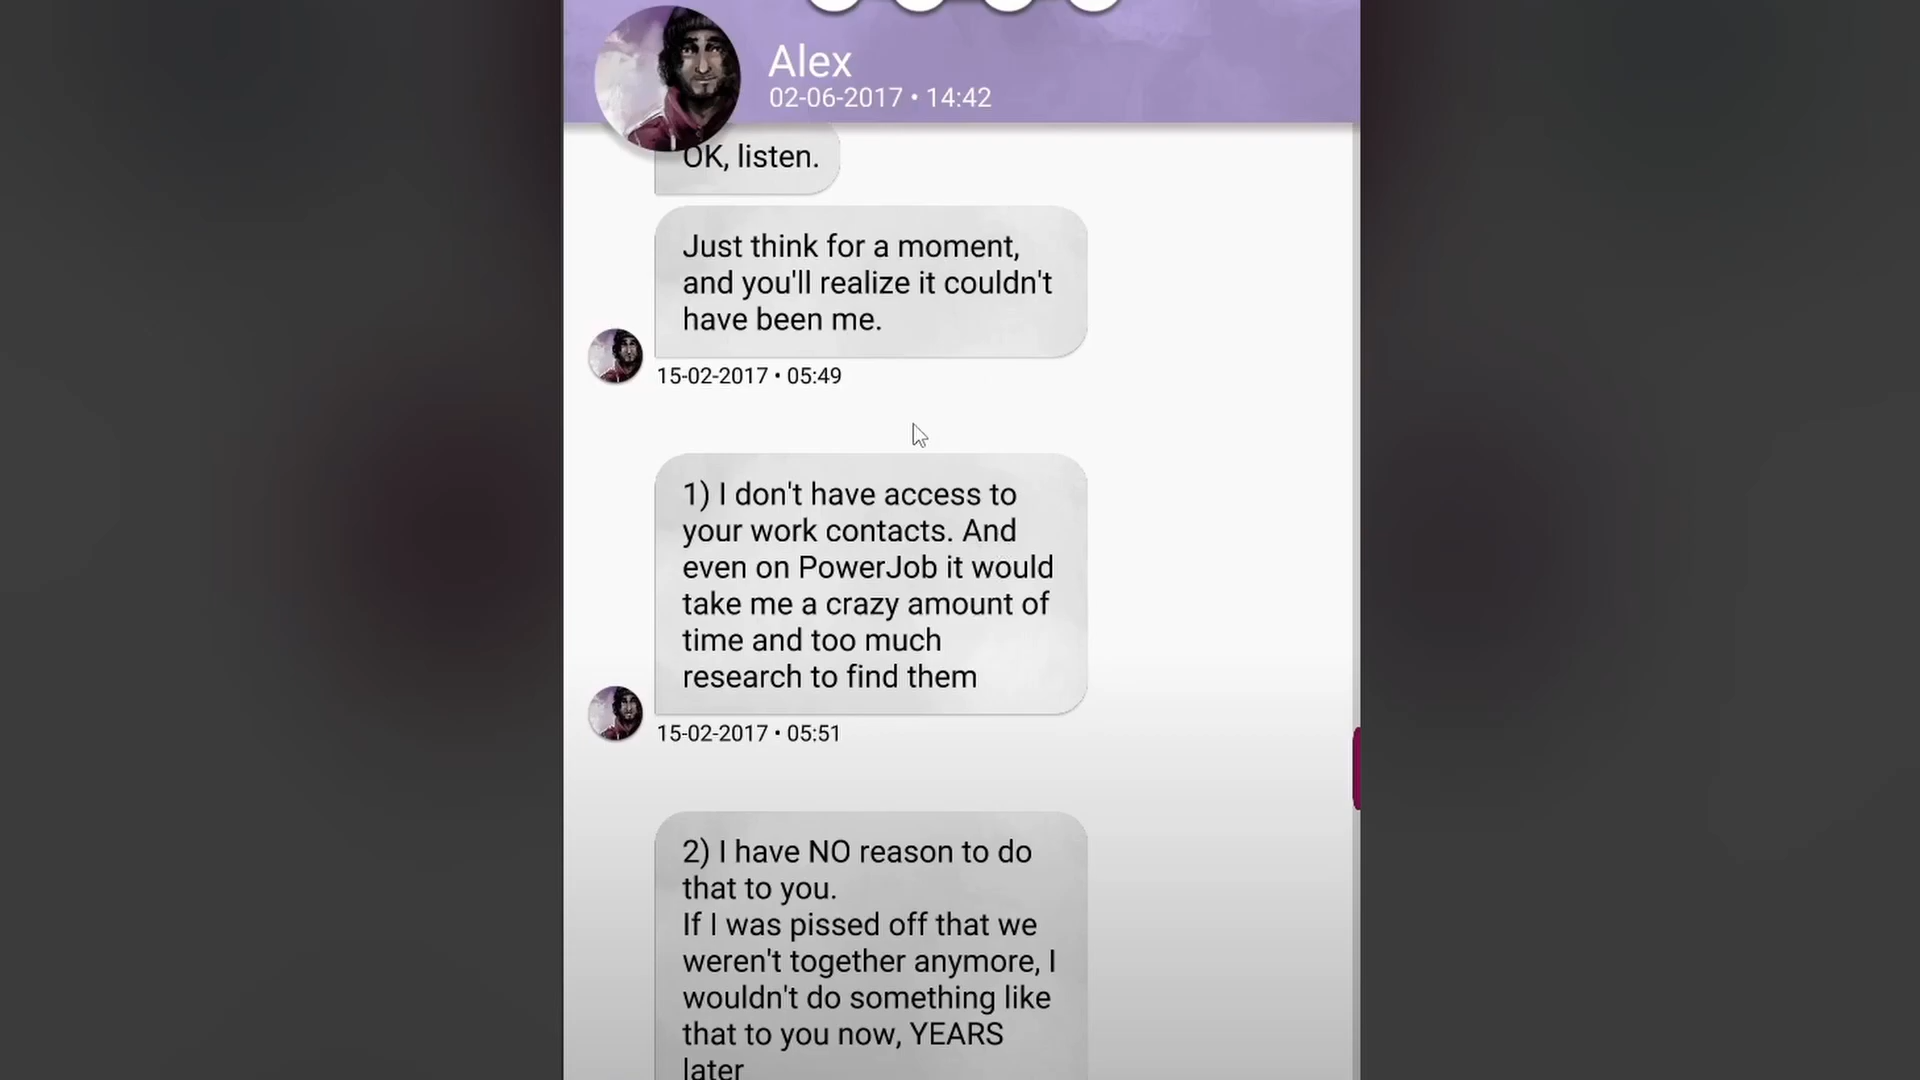 Alex
02-06-2017 • 14:42
OK, listen.
Just think for a moment,
and you'll realize it couldn't
have been me.
15-02-2017 • 05:49
1) I don't have access to
your work contacts. And
even on PowerJob it would
take me a crazy amount of
time and too much
research to find them
15-02-2017 • 05:51
2) I have NO reason to do
that to you.
If I was pissed off that we
weren't together anymore, I
wouldn't do something like
that to you now, YEARS
later